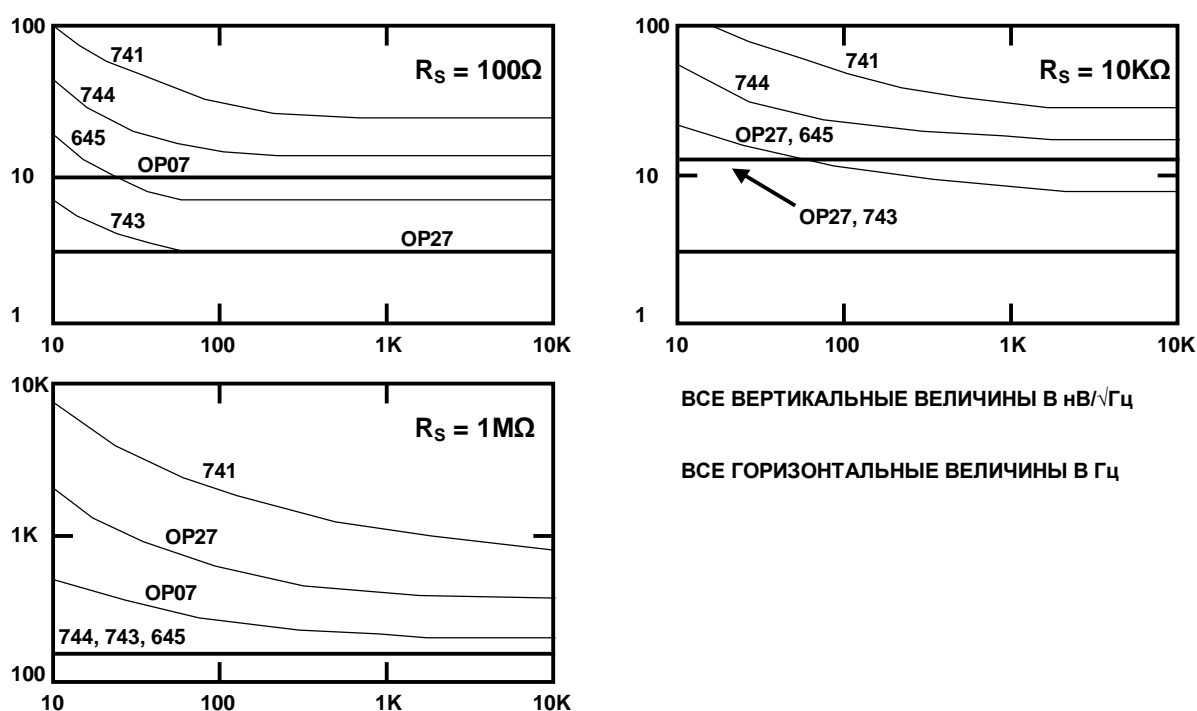 100
741
R_S = 100Ω
744
645
OP07
10
743
OP27
1
10 100 1K 10K
100
741
R_S = 10KΩ
744
OP27, 645
10
OP27, 743
1
10 100 1K 10K
10K
R_S = 1MΩ
741
1K
OP27
OP07
744, 743, 645
100
10 100 1K 10K
ВСЕ ВЕРТИКАЛЬНЫЕ ВЕЛИЧИНЫ В нВ/√Гц
ВСЕ ГОРИЗОНТАЛЬНЫЕ ВЕЛИЧИНЫ В Гц